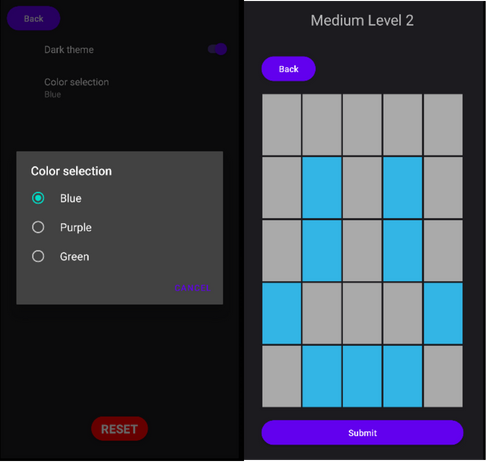 Back
Dark theme
Color selection
Blue
Color selection
Blue
Purple
Green
CANCEL
RESET
Medium Level 2
Back
Submit